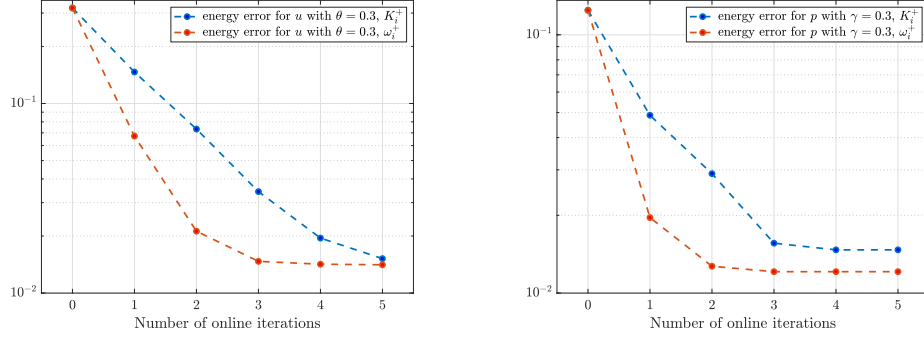 energy error for u with θ = 0.3, K_i^+
energy error for u with θ = 0.3, ω_i^+
10^{-1}
10^{-2}
0 1 2 3 4 5
Number of online iterations
energy error for p with γ = 0.3, K_i^+
energy error for p with γ = 0.3, ω_i^+
10^{-1}
10^{-2}
0 1 2 3 4 5
Number of online iterations